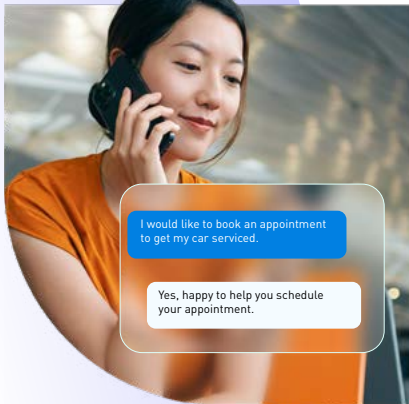 I would like to book an appointment
to get my car serviced.
Yes, happy to help you schedule
your appointment.